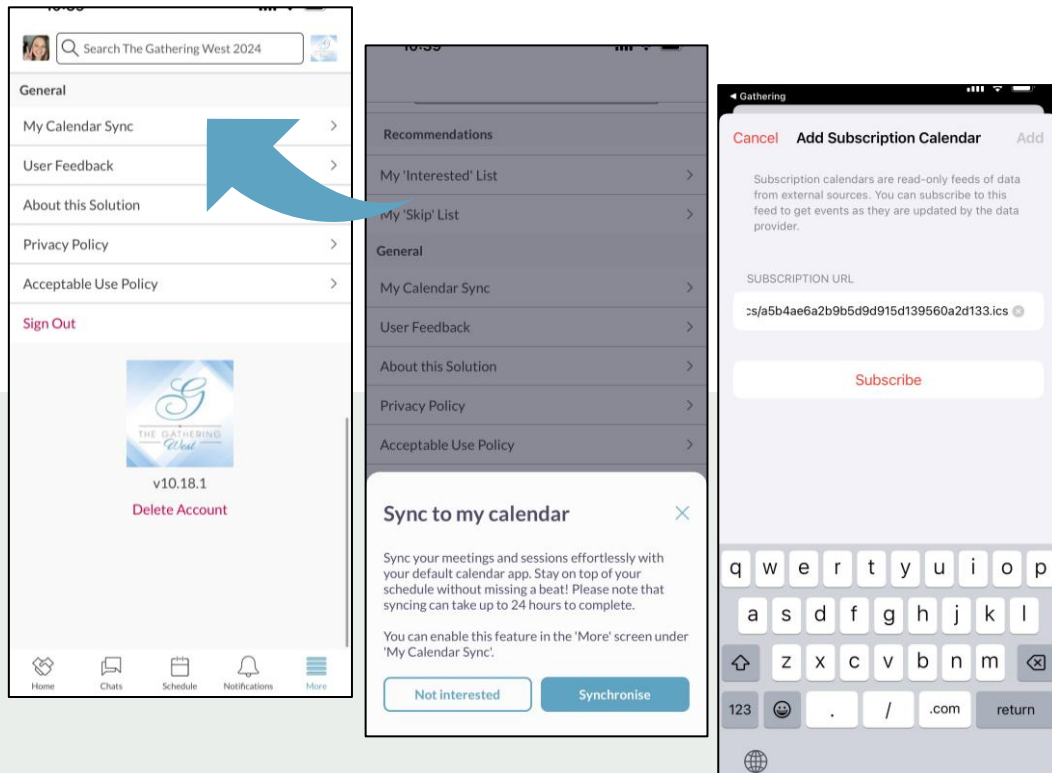 10:39
Search The Gathering West 2024
General
My Calendar Sync
User Feedback
About this Solution
Privacy Policy
Acceptable Use Policy
Sign Out
G
THE GATHERING
West
v10.18.1
Delete Account
Home
Chats
Schedule
Notifications
More
10:39
Recommendations
My 'Interested' List
My 'Skip' List
General
My Calendar Sync
User Feedback
About this Solution
Privacy Policy
Acceptable Use Policy
Sync to my calendar
Sync your meetings and sessions effortlessly with
your default calendar app. Stay on top of your
schedule without missing a beat! Please note that
syncing can take up to 24 hours to complete.
You can enable this feature in the 'More' screen under
'My Calendar Sync'.
Not interested
Synchronise
Gathering
Cancel Add Subscription Calendar Add
Subscription calendars are read-only feeds of data
from external sources. You can subscribe to this
feed to get events as they are updated by the data
provider.
SUBSCRIPTION URL
cs/a5b4ae6a2b9b5d9d915d139560a2d133.ics
Subscribe
q w e r t y u i o p
a s d f g h j k l
z x c v b n m
123 . / .com return